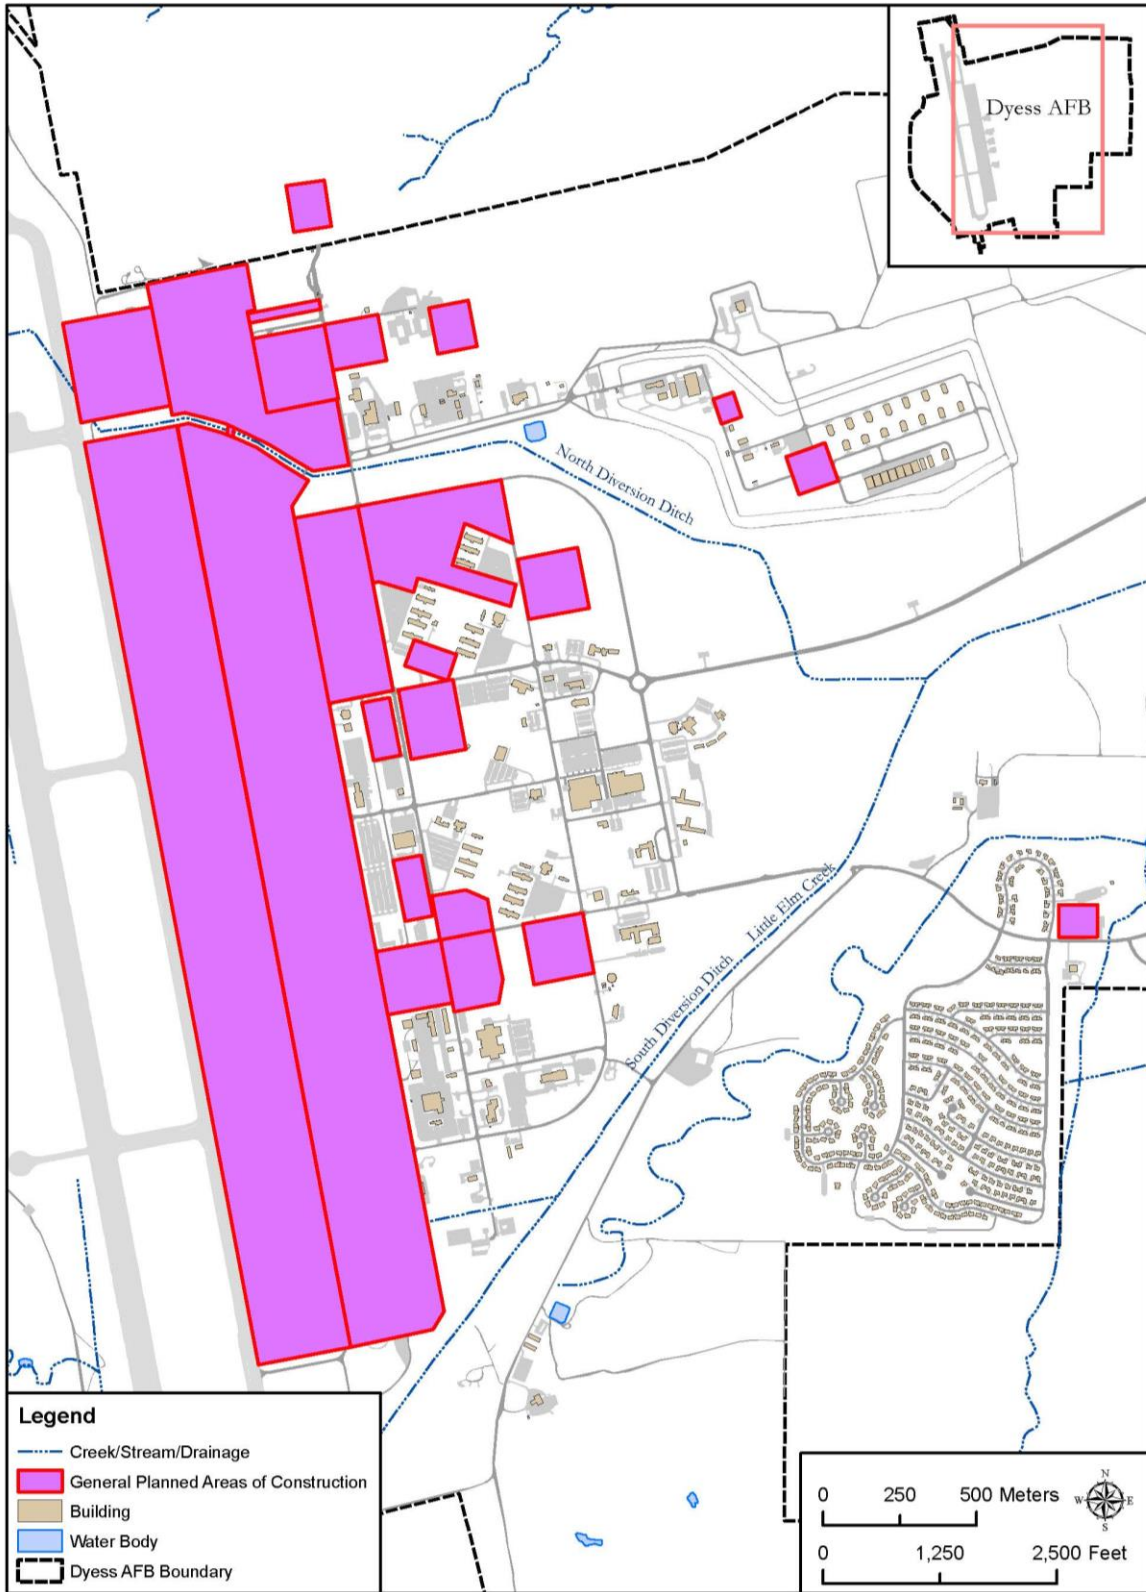 Dyess AFB
North Diversion Ditch
Little Elm Creek
South Diversion Ditch
Legend
Creek/Stream/Drainage
General Planned Areas of Construction
Building
Water Body
Dyess AFB Boundary
0 250 500 Meters
N
W E
S
0 1,250 2,500 Feet